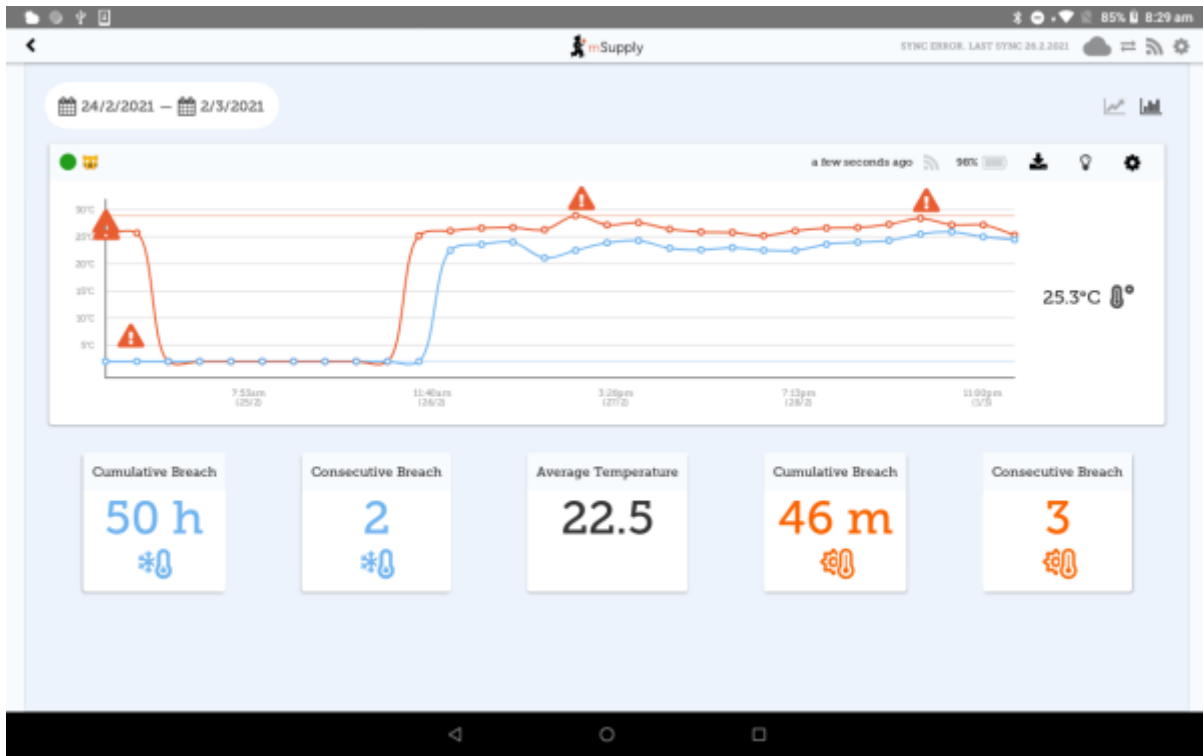 85% 8:29 am
mSupply
SYNC ERROR. LAST SYNC 26.2.2021
24/2/2021 — 2/3/2021
a few seconds ago 96%
30°C
25°C
20°C
15°C
10°C
5°C
25.3°C
7:53am 11:40am 3:26pm 7:13pm 11:00pm
(25/2) (26/2) (27/2) (28/2) (1/3)
Cumulative Breach Consecutive Breach Average Temperature Cumulative Breach Consecutive Breach
50 h 2 22.5 46 m 3